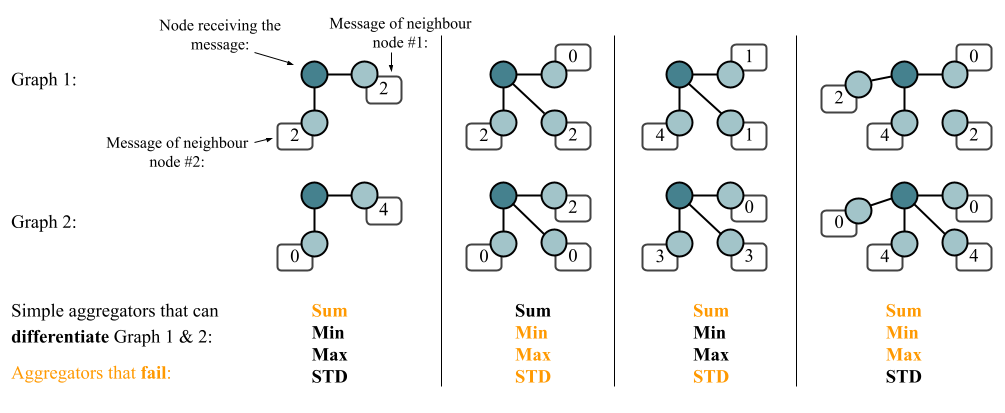 Node receiving the
message:
Message of neighbour
node #1:
Graph 1:
2
2
Message of neighbour
node #2:
0
2
2
1
4
1
0
2
4
2
Graph 2:
4
0
2
0
0
0
3
3
0
0
4
4
Simple aggregators that can
differentiate Graph 1 & 2:
Aggregators that fail:
Sum
Min
Max
STD
Sum
Min
Max
STD
Sum
Min
Max
STD
Sum
Min
Max
STD